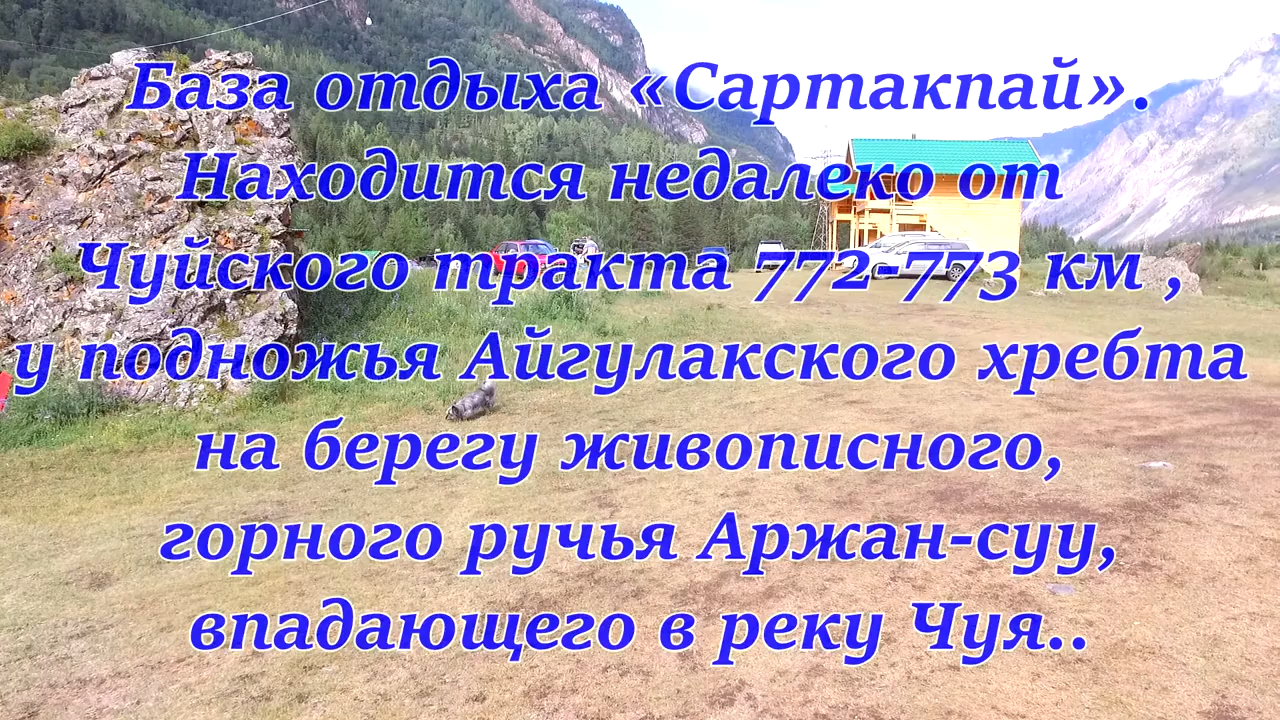 База отдыха «Сартакпай».
Находится недалеко от
Чуйского тракта 772-773 км ,
у подножья Айгулакского хребта
на берегу живописного,
горного ручья Аржан-суу,
впадающего в реку Чуя..